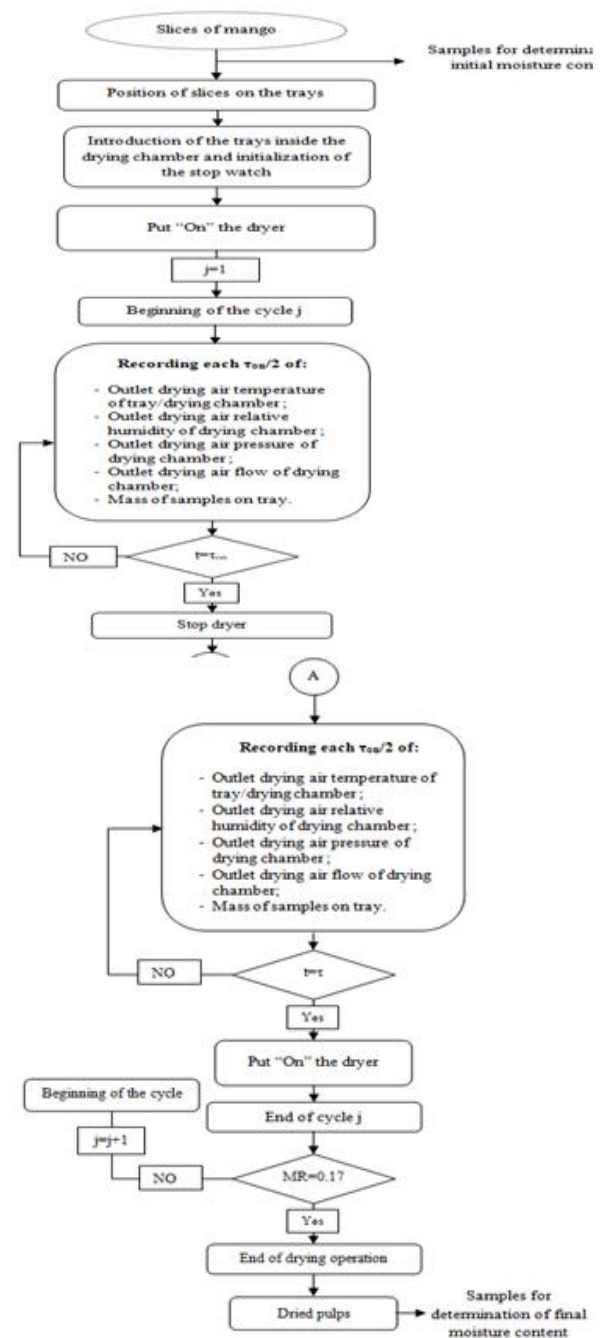 Slices of mango
Samples for
initial moisture
Position of slices on the trays
Introduction of the trays inside the
drying chamber and initialization of
the stop watch
Put “On” the dryer
j=1
Beginning of the cycle j
Recording each τon/2 of:
- Outlet drying air temperature
of tray/drying chamber ;
- Outlet drying air relative
humidity of drying chamber ;
- Outlet drying air pressure of
drying chamber ;
- Outlet drying air flow of drying
chamber;
- Mass of samples on tray.
NO
t=τon
Yes
Stop dryer
A
Recording each τon/2 of:
- Outlet drying air temperature of
tray/drying chamber ;
- Outlet drying air relative
humidity of drying chamber ;
- Outlet drying air pressure of
drying chamber ;
- Outlet drying air flow of drying
chamber;
- Mass of samples on tray.
NO
t=τ
Yes
Put “On” the dryer
Beginning of the cycle
End of cycle j
j=j+1
NO
MR=0.17
Yes
End of drying operation
Dried pulps
Samples for
determination of final
moisture content